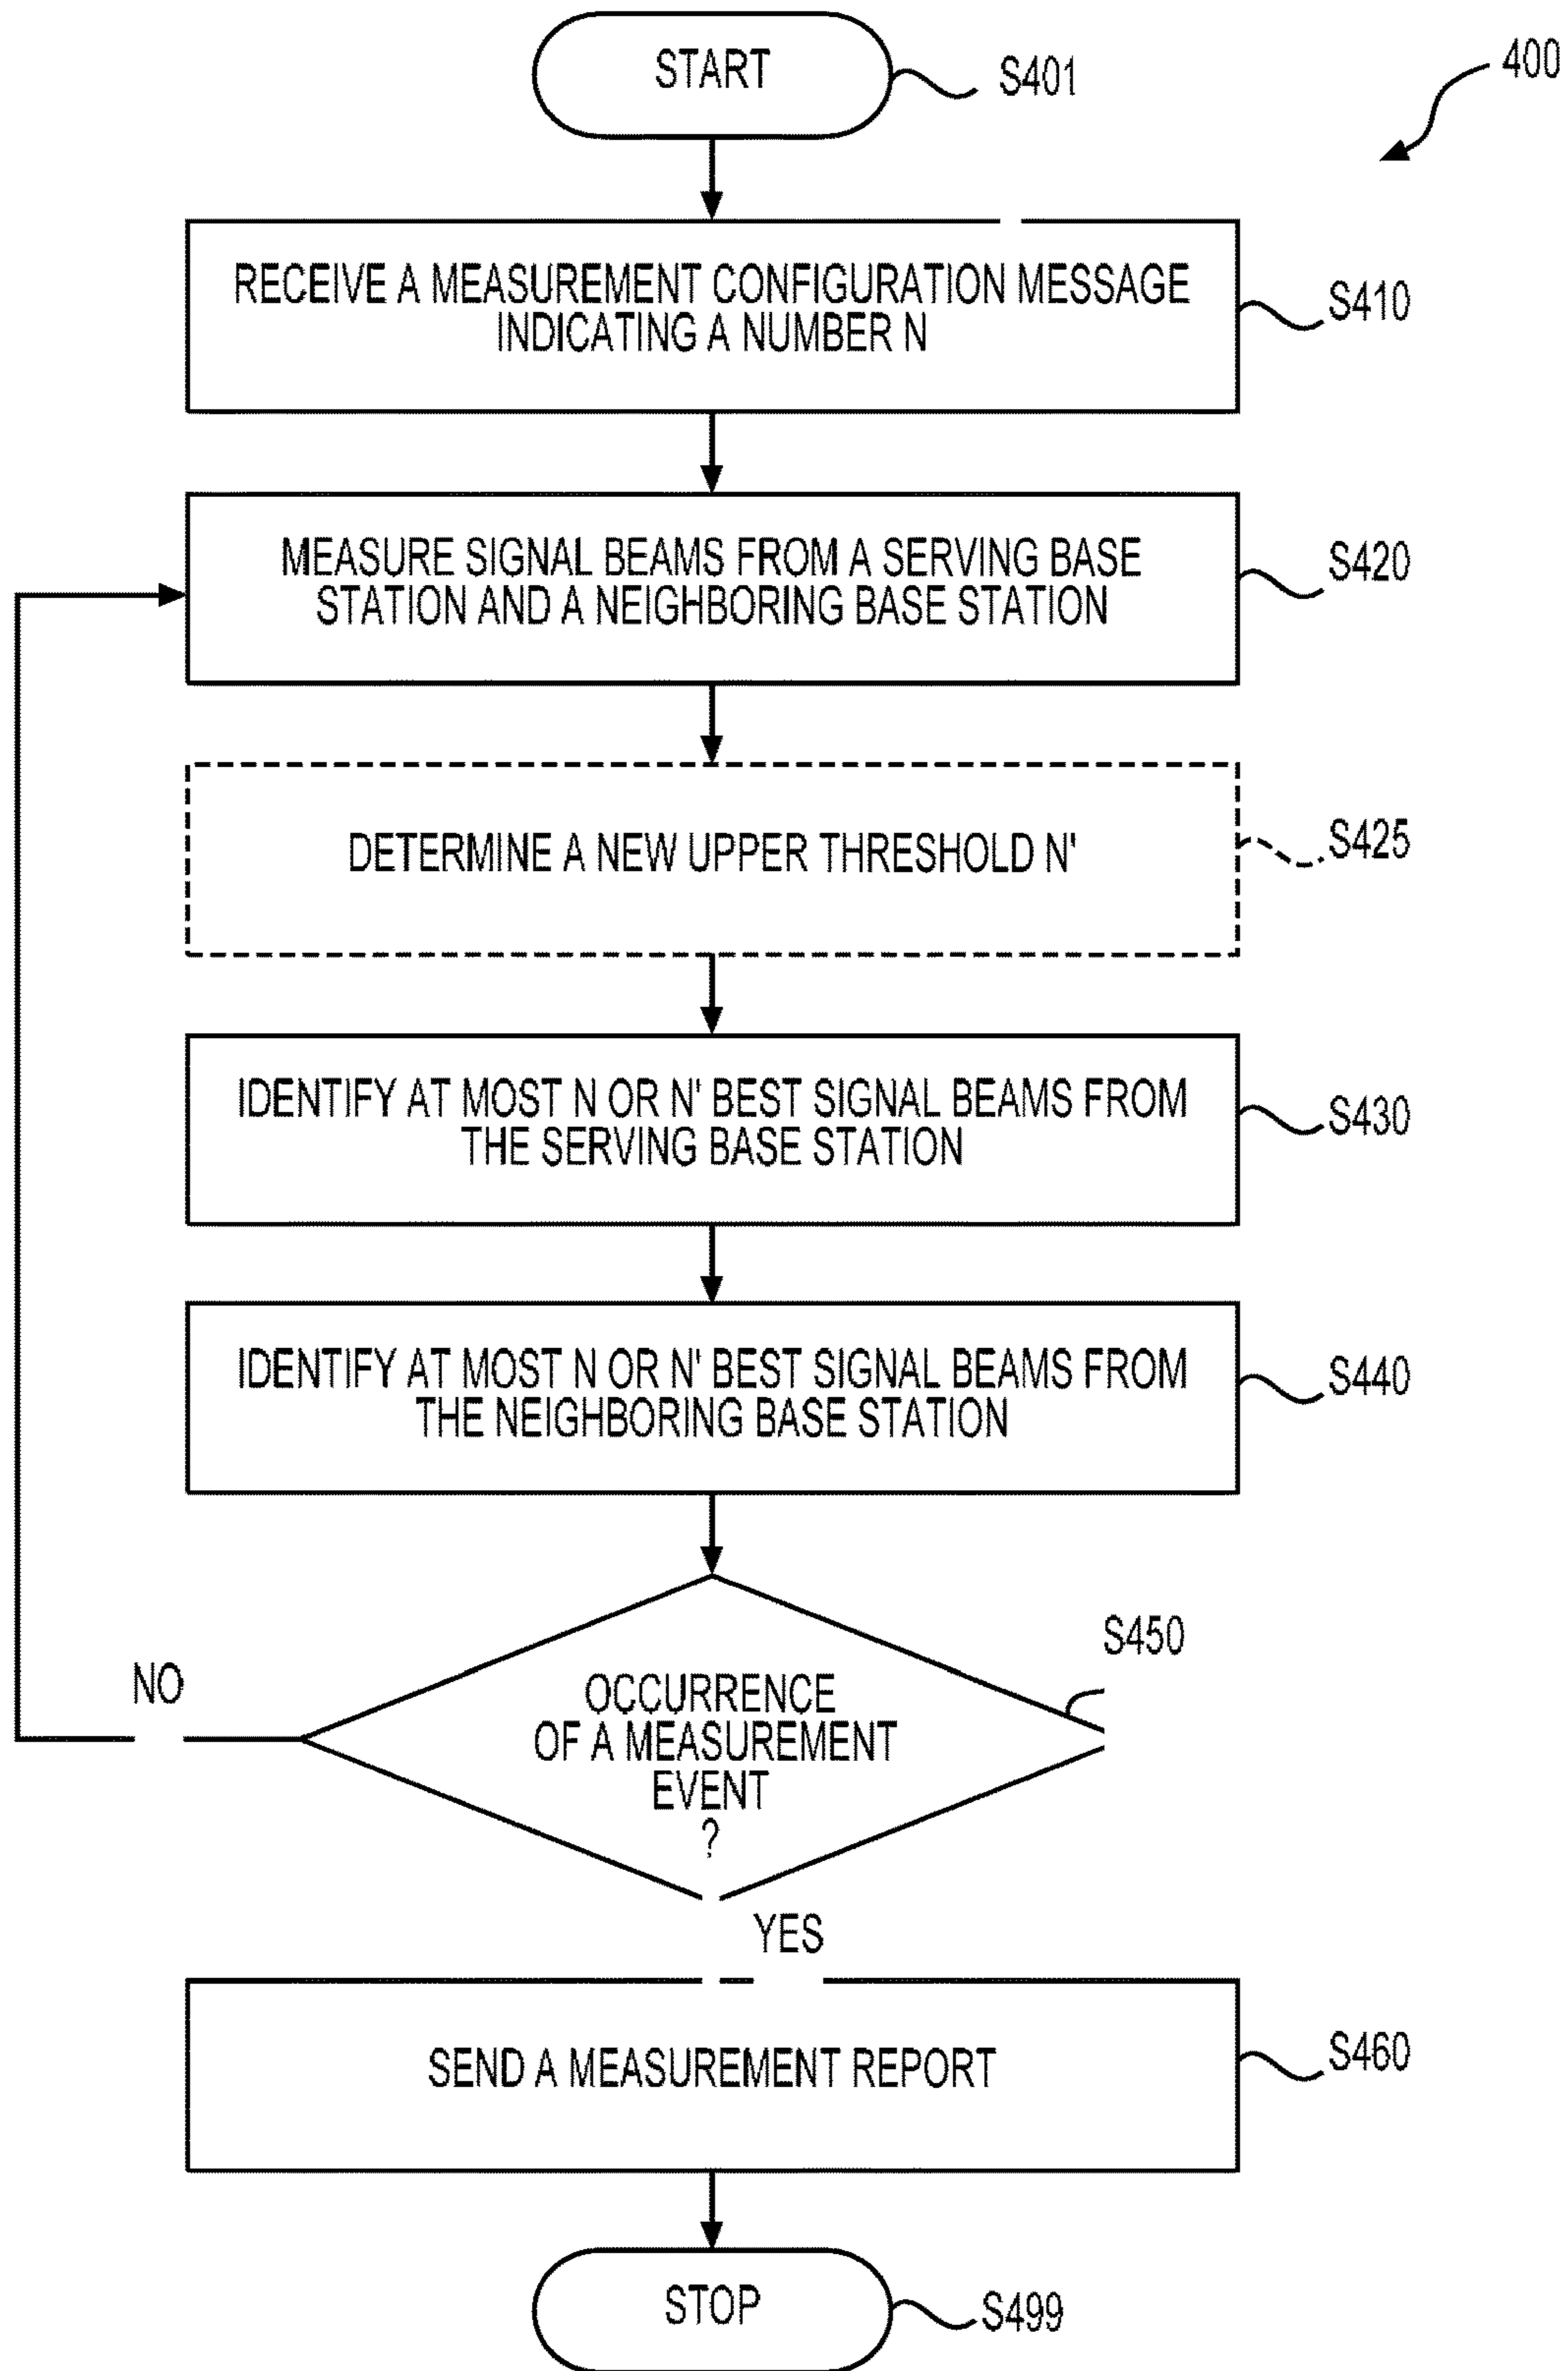 START
S401
400
RECEIVE A MEASUREMENT CONFIGURATION MESSAGE
INDICATING A NUMBER N
S410
MEASURE SIGNAL BEAMS FROM A SERVING BASE
STATION AND A NEIGHBORING BASE STATION
S420
DETERMINE A NEW UPPER THRESHOLD N'
S425
IDENTIFY AT MOST N OR N' BEST SIGNAL BEAMS FROM
THE SERVING BASE STATION
S430
IDENTIFY AT MOST N OR N' BEST SIGNAL BEAMS FROM
THE NEIGHBORING BASE STATION
S440
S450
NO
OCCURRENCE
OF A MEASUREMENT
EVENT
?
YES
SEND A MEASUREMENT REPORT
S460
STOP
S499